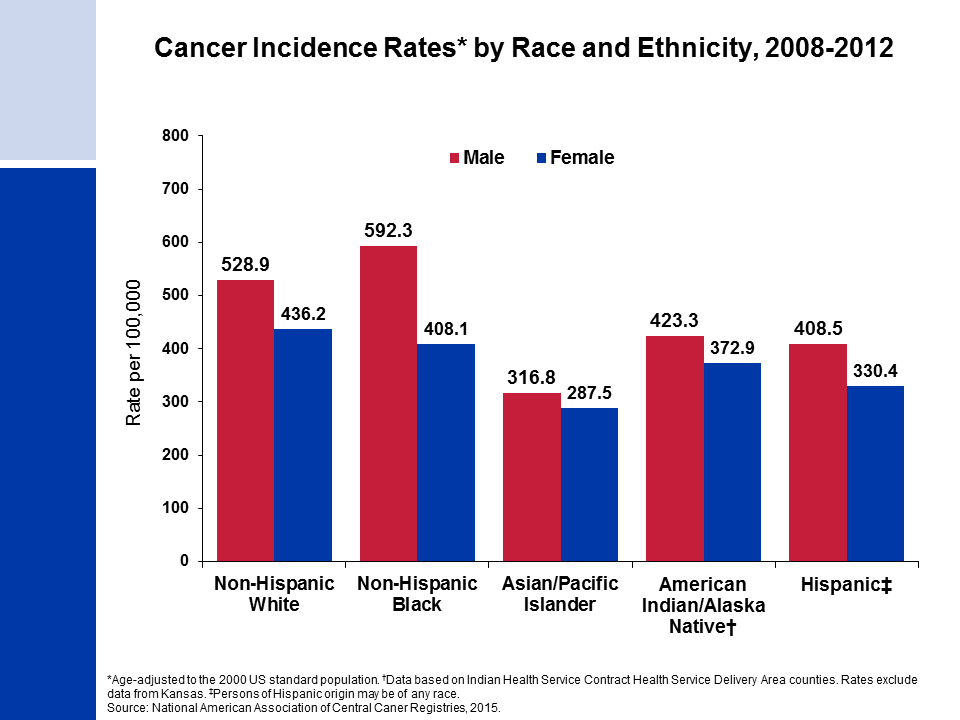 Cancer Incidence Rates* by Race and Ethnicity, 2008-2012
800
700
600
500
400
300
200
100
0
Rate per 100,000
Male
Female
528.9
436.2
592.3
408.1
316.8
287.5
423.3
372.9
408.5
330.4
Non-Hispanic
White
Non-Hispanic
Black
Asian/Pacific
Islander
American
Indian/Alaska
Native†
Hispanic‡
*Age-adjusted to the 2000 US standard population. †Data based on Indian Health Service Contract Health Service Delivery Area counties. Rates exclude
data from Kansas. ‡Persons of Hispanic origin may be of any race.
Source: National American Association of Central Caner Registries, 2015.